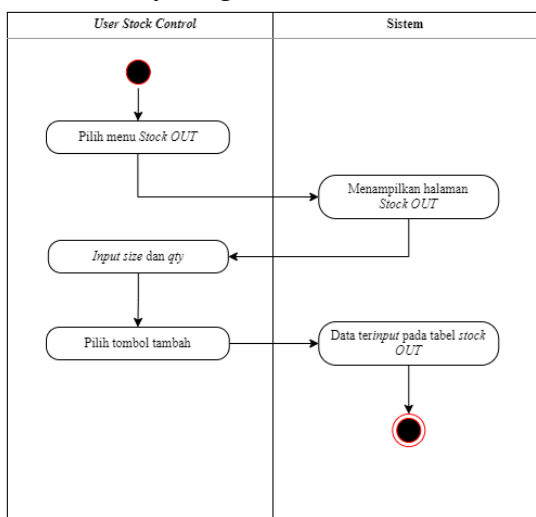 User Stock Control
Sistem
Pilih menu Stock OUT
Menampilkan halaman
Stock OUT
Input size dan qty
Pilih tombol tambah
Data terinput pada tabel stock
OUT